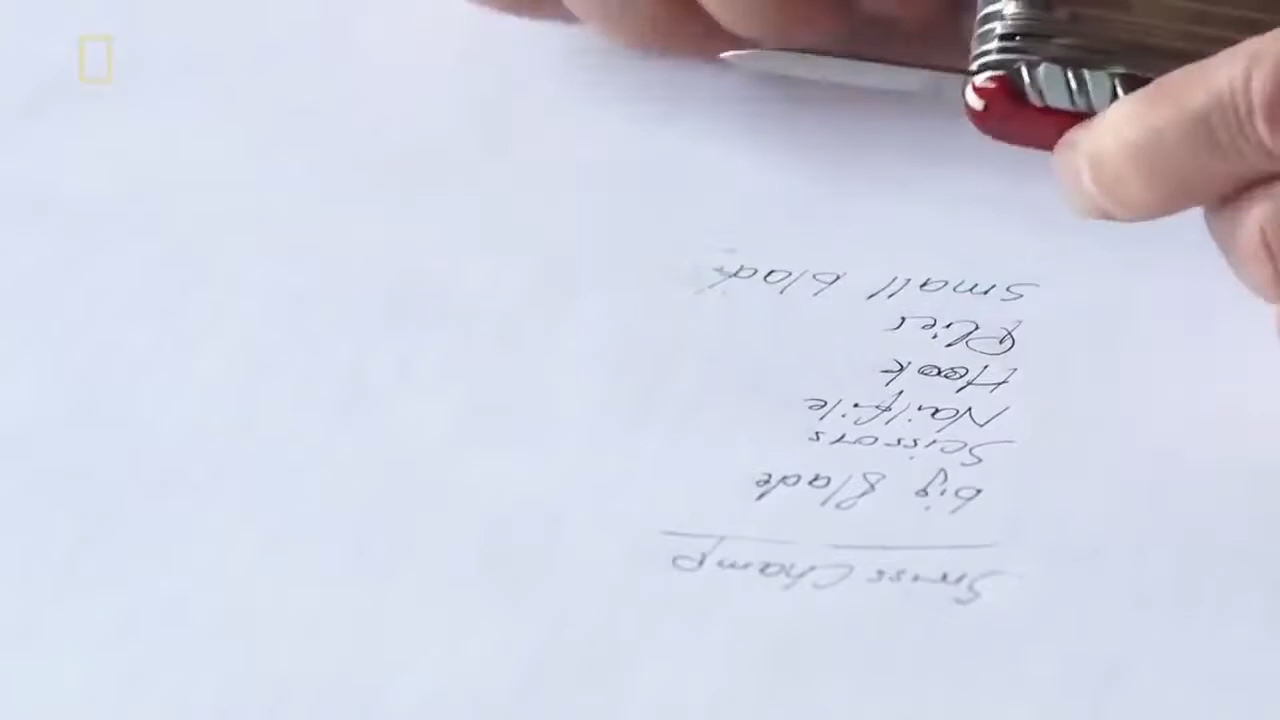 Swiss Champ
big Blade
Scissors
Nailfile
Hook
Plier
Small blade